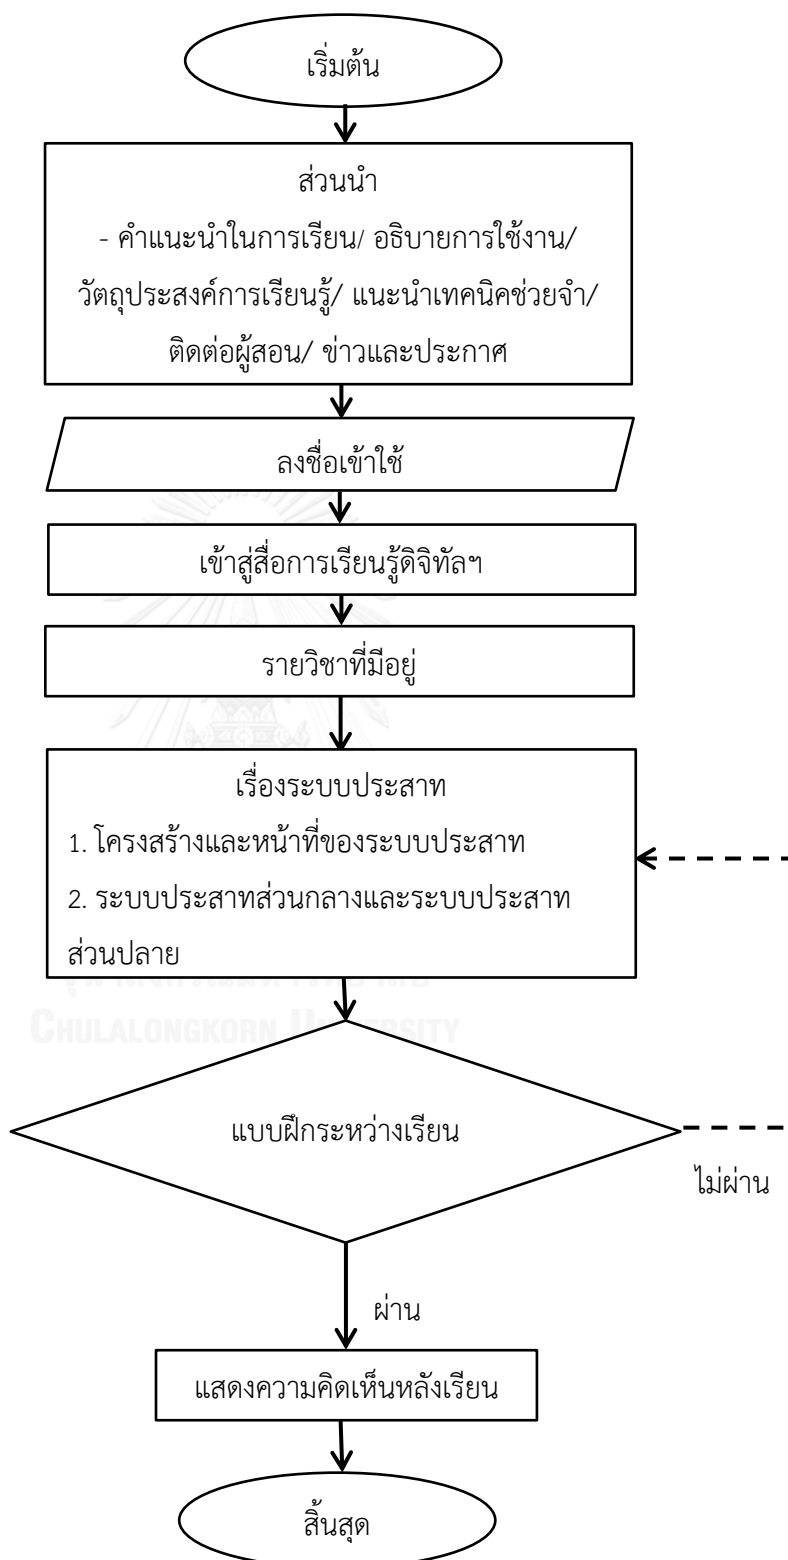 เริ่มต้น
ส่วนนำ
- คำแนะนำในการเรียน/ อธิบายการใช้งาน/
วัตถุประสงค์การเรียนรู้/ แนะนำเทคนิคช่วยจำ/
ติดต่อผู้สอน/ ข่าวและประกาศ
ลงชื่อเข้าใช้
เข้าสู่สื่อการเรียนรู้ดิจิทัลฯ
รายวิชาที่มีอยู่
เรื่องระบบประสาท
1. โครงสร้างและหน้าที่ของระบบประสาท
2. ระบบประสาทส่วนกลางและระบบประสาท
ส่วนปลาย
CHULALONGKORN UNIVERSITY
แบบฝึกระหว่างเรียน
ไม่ผ่าน
ผ่าน
แสดงความคิดเห็นหลังเรียน
สิ้นสุด